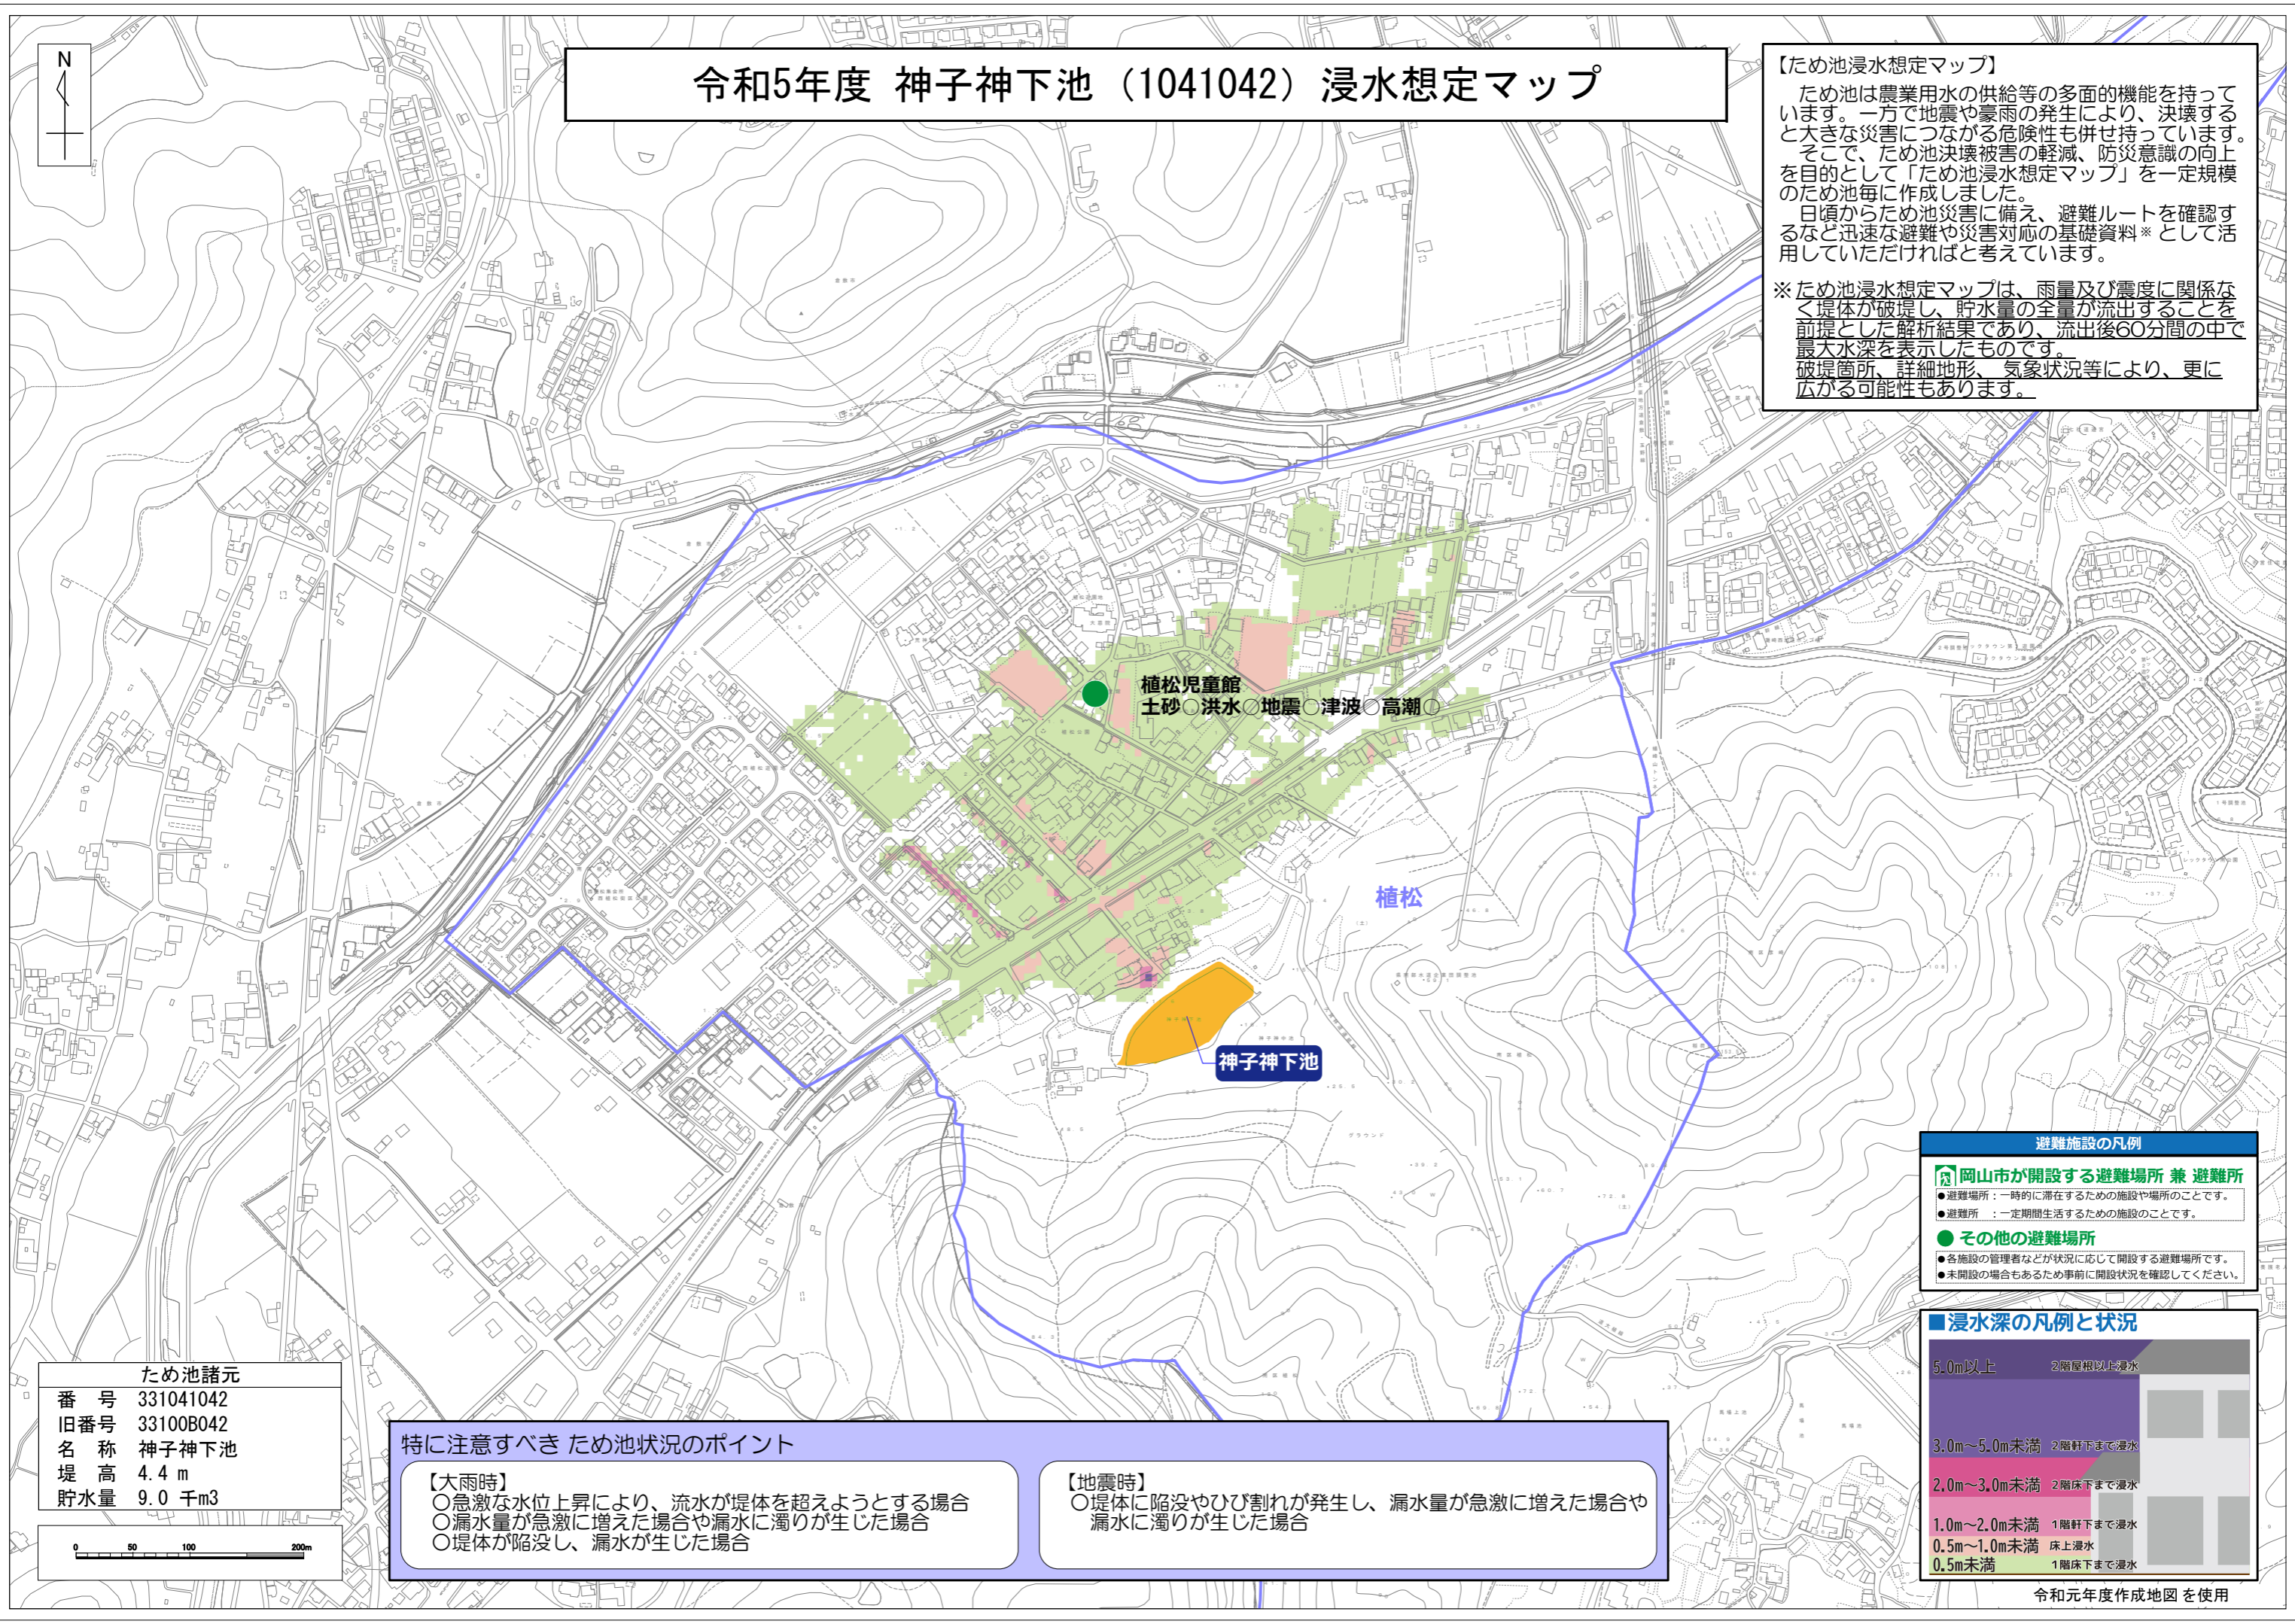 N
令和5年度 神子神下池（1041042）浸水想定マップ
【ため池浸水想定マップ】
ため池は農業用水の供給等の多面的機能を持って
います。一方で地震や豪雨の発生により、決壊する
と大きな災害につながる危険性も併せ持っています。
そこで、ため池決壊被害の軽減、防災意識の向上
を目的として「ため池浸水想定マップ」を一定規模
のため池毎に作成しました。
日頃からため池災害に備え、避難ルートを確認す
るなど迅速な避難や災害対応の基礎資料※として活
用していただければと考えています。
※ため池浸水想定マップは、雨量及び震度に関係な
く堤体が破堤し、貯水量の全量が流出することを
前提とした解析結果であり、流出後60分間の中で
最大水深を表示したものです。
破堤箇所、詳細地形、気象状況等により、更に
広がる可能性もあります。
植松児童館
土砂○洪水○地震○津波○高潮○
植松
神子神下池
避難施設の凡例
岡山市が開設する避難場所 兼 避難所
●避難場所：一時的に滞在するための施設や場所のことです。
●避難所　：一定期間生活するための施設のことです。
● その他の避難場所
●各施設の管理者などが状況に応じて開設する避難場所です。
●未開設の場合もあるため事前に開設状況を確認してください。
■浸水深の凡例と状況
5.0m以上 2階屋根以上浸水
3.0m～5.0m未満 2階軒下まで浸水
2.0m～3.0m未満 2階床下まで浸水
1.0m～2.0m未満 1階軒下まで浸水
0.5m～1.0m未満 床上浸水
0.5m未満 1階床下まで浸水
令和元年度作成地図を使用
ため池諸元
番　号 331041042
旧番号 33100B042
名　称 神子神下池
堤　高 4.4 m
貯水量 9.0 千m3
0 50 100 200m
特に注意すべき ため池状況のポイント
【大雨時】
○急激な水位上昇により、流水が堤体を超えようとする場合
○漏水量が急激に増えた場合や漏水に濁りが生じた場合
○堤体が陥没し、漏水が生じた場合
【地震時】
○堤体に陥没やひび割れが発生し、漏水量が急激に増えた場合や
漏水に濁りが生じた場合